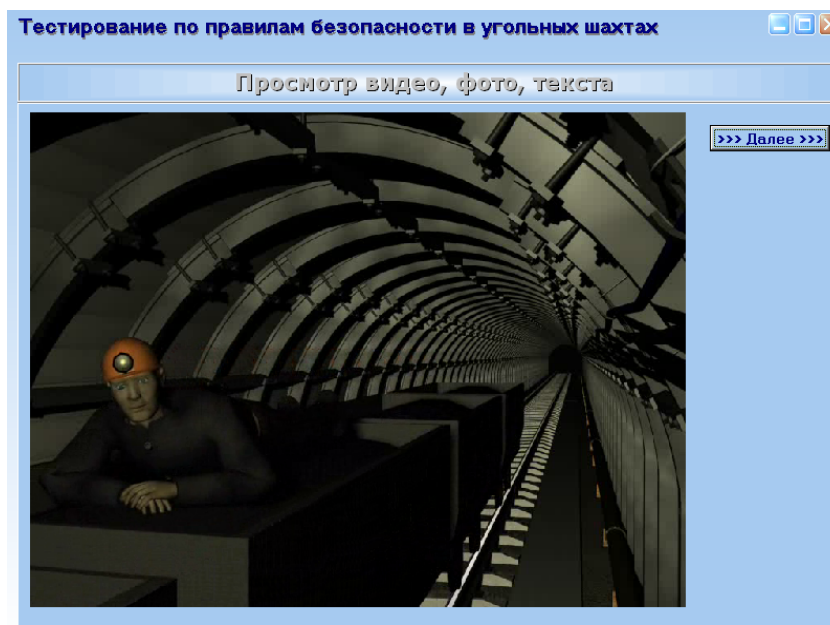 Тестирование по правилам безопасности в угольных шахтах
Просмотр видео, фото, текста
>>> Далее >>>